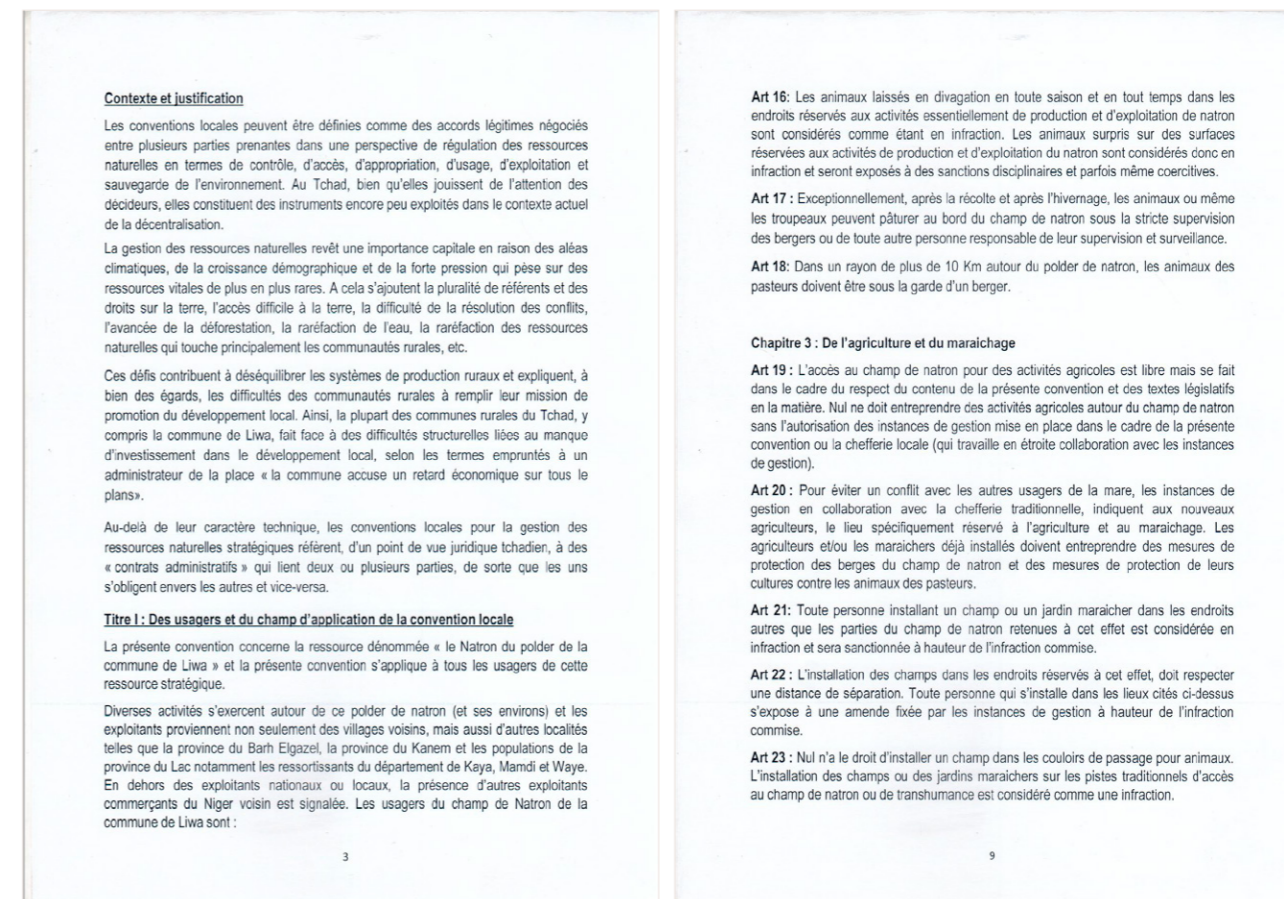 Contexte et justification
Les conventions locales peuvent être définies comme des accords légitimes négociés
entre plusieurs parties prenantes dans une perspective de régulation des ressources
naturelles en termes de contrôle, d'accès, d'appropriation, d'usage, d'exploitation et
sauvegarde de l'environnement. Au Tchad, bien qu'elles jouissent de l'attention des
décideurs, elles constituent des instruments encore peu exploités dans le contexte actuel
de la décentralisation.
La gestion des ressources naturelles revêt une importance capitale en raison des aléas
climatiques, de la croissance démographique et de la forte pression qui pèse sur des
ressources vitales de plus en plus rares. A cela s'ajoutent la pluralité de référents et des
droits sur la terre, l'accès difficile à la terre, la difficulté de la résolution des conflits,
l'avancée de la déforestation, la raréfaction de l'eau, la raréfaction des ressources
naturelles qui touche principalement les communautés rurales, etc.
Ces défis contribuent à déséquilibrer les systèmes de production ruraux et expliquent, à
bien des égards, les difficultés des communautés rurales à remplir leur mission de
promotion du développement local. Ainsi, la plupart des communes rurales du Tchad, y
compris la commune de Liwa, fait face à des difficultés structurelles liées au manque
d'investissement dans le développement local, selon les termes empruntés à un
administrateur de la place « la commune accuse un retard économique sur tous le
plans».
Au-delà de leur caractère technique, les conventions locales pour la gestion des
ressources naturelles stratégiques réfèrent, d'un point de vue juridique tchadien, à des
« contrats administratifs » qui lient deux ou plusieurs parties, de sorte que les uns
s'obligent envers les autres et vice-versa.
Titre I : Des usagers et du champ d'application de la convention locale
La présente convention concerne la ressource dénommée « le Natron du polder de la
commune de Liwa » et la présente convention s'applique à tous les usagers de cette
ressource stratégique.
Diverses activités s'exercent autour de ce polder de natron (et ses environs) et les
exploitants proviennent non seulement des villages voisins, mais aussi d'autres localités
telles que la province du Barh Elgazel, la province du Kanem et les populations de la
province du Lac notamment les ressortissants du département de Kaya, Mamdi et Waye.
En dehors des exploitants nationaux ou locaux, la présence d'autres exploitants
commerçants du Niger voisin est signalée. Les usagers du champ de Natron de la
commune de Liwa sont :
3
Art 16: Les animaux laissés en divagation en toute saison et en tout temps dans les
endroits réservés aux activités essentiellement de production et d'exploitation de natron
sont considérés comme étant en infraction. Les animaux surpris sur des surfaces
réservées aux activités de production et d'exploitation du natron sont considérés donc en
infraction et seront exposés à des sanctions disciplinaires et parfois même coercitives.
Art 17 : Exceptionnellement, après la récolte et après l'hivernage, les animaux ou même
les troupeaux peuvent pâturer au bord du champ de natron sous la stricte supervision
des bergers ou de toute autre personne responsable de leur supervision et surveillance.
Art 18: Dans un rayon de plus de 10 Km autour du polder de natron, les animaux des
pasteurs doivent être sous la garde d'un berger.
Chapitre 3 : De l'agriculture et du maraichage
Art 19 : L'accès au champ de natron pour des activités agricoles est libre mais se fait
dans le cadre du respect du contenu de la présente convention et des textes législatifs
en la matière. Nul ne doit entreprendre des activités agricoles autour du champ de natron
sans l'autorisation des instances de gestion mise en place dans le cadre de la présente
convention ou la chefferie locale (qui travaille en étroite collaboration avec les instances
de gestion).
Art 20 : Pour éviter un conflit avec les autres usagers de la mare, les instances de
gestion en collaboration avec la chefferie traditionnelle, indiquent aux nouveaux
agriculteurs, le lieu spécifiquement réservé à l'agriculture et au maraichage. Les
agriculteurs et/ou les maraichers déjà installés doivent entreprendre des mesures de
protection des berges du champ de natron et des mesures de protection de leurs
cultures contre les animaux des pasteurs.
Art 21: Toute personne installant un champ ou un jardin maraicher dans les endroits
autres que les parties du champ de natron retenues à cet effet est considérée en
infraction et sera sanctionnée à hauteur de l'infraction commise.
Art 22 : L'installation des champs dans les endroits réservés à cet effet, doit respecter
une distance de séparation. Toute personne qui s'installe dans les lieux cités ci-dessus
s'expose à une amende fixée par les instances de gestion à hauteur de l'infraction
commise.
Art 23 : Nul n'a le droit d'installer un champ dans les couloirs de passage pour animaux.
L'installation des champs ou des jardins maraichers sur les pistes traditionnels d'accès
au champ de natron ou de transhumance est considéré comme une infraction.
9